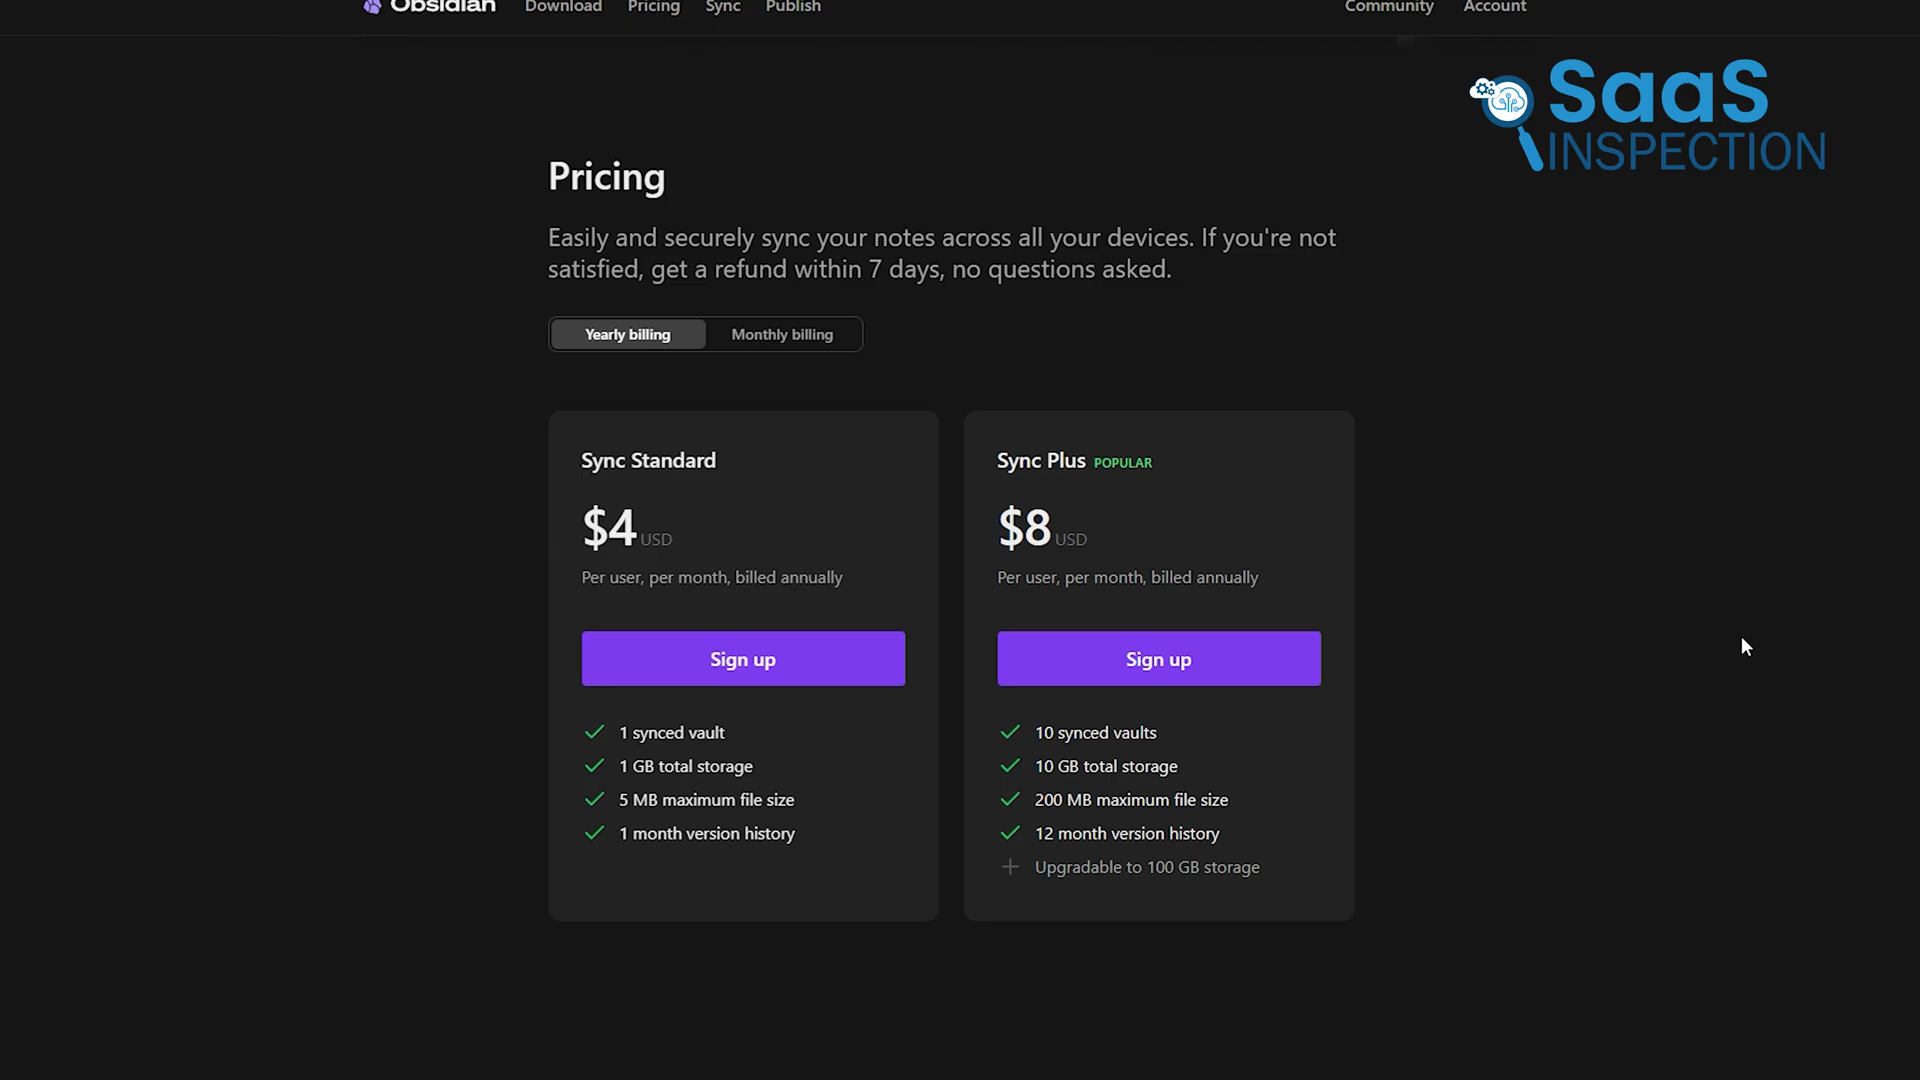 Obsidian Download Pricing Sync Publish Community Account
SaaS
INSPECTION
Pricing
Easily and securely sync your notes across all your devices. If you're not
satisfied, get a refund within 7 days, no questions asked.
Yearly billing Monthly billing
Sync Standard
$4 USD
Per user, per month, billed annually
Sign up
1 synced vault
1 GB total storage
5 MB maximum file size
1 month version history
Sync Plus POPULAR
$8 USD
Per user, per month, billed annually
Sign up
10 synced vaults
10 GB total storage
200 MB maximum file size
12 month version history
Upgradable to 100 GB storage